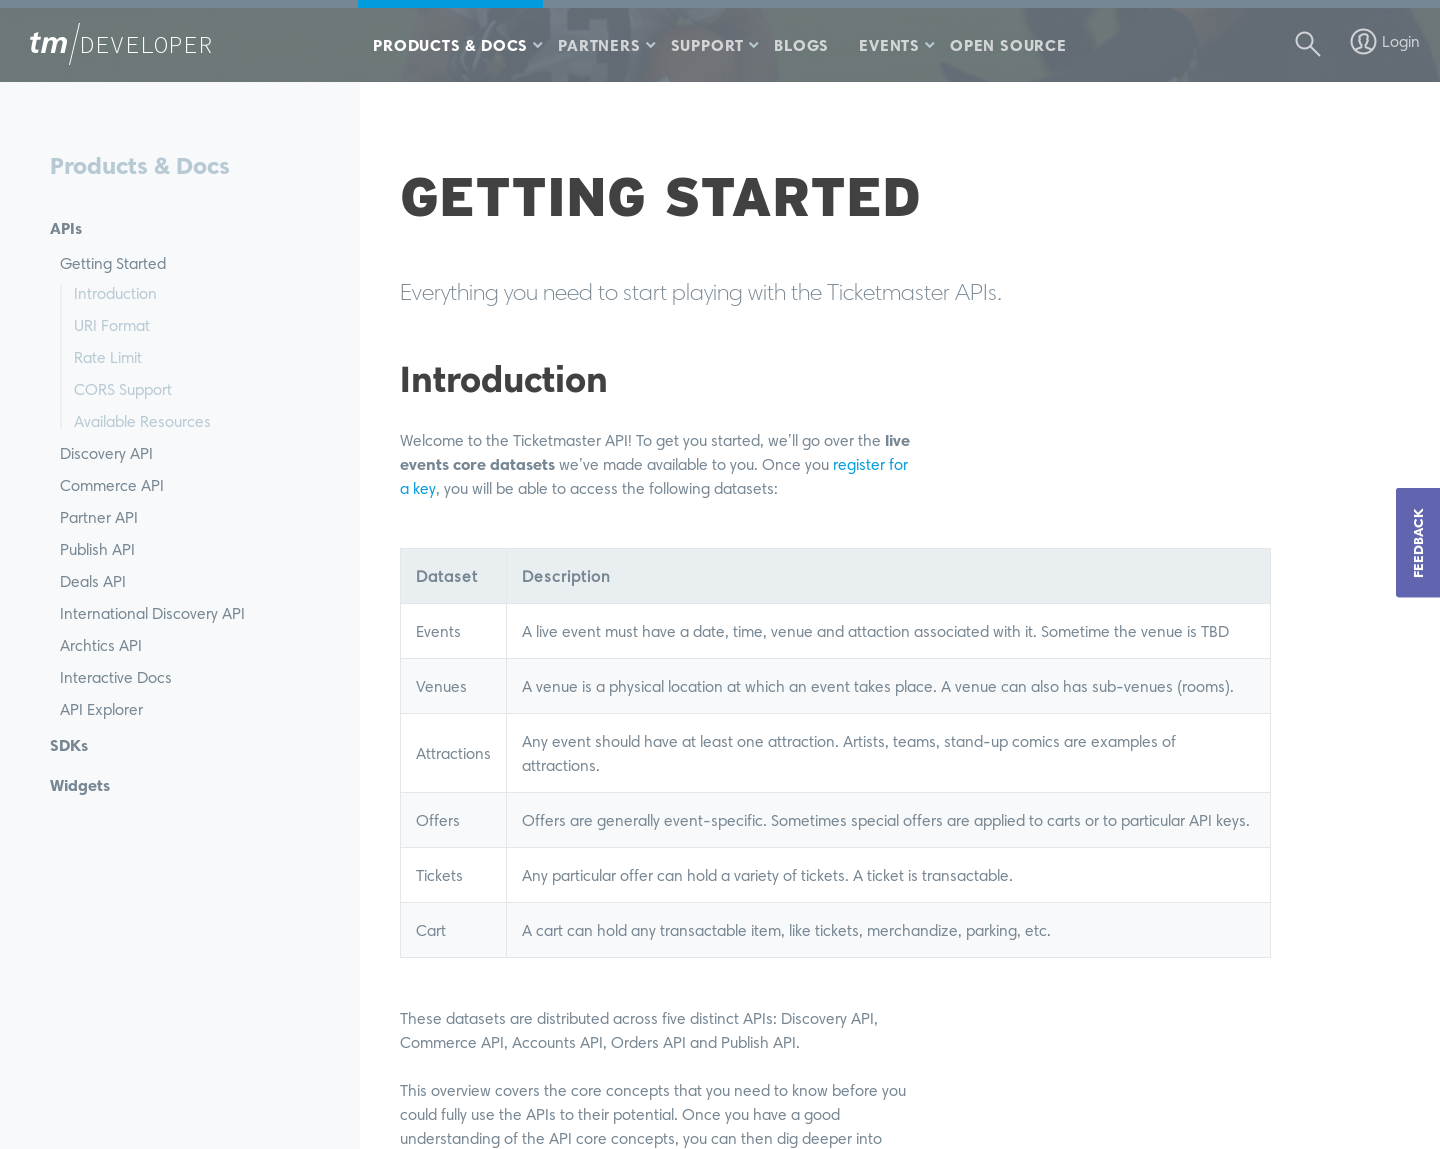 tm/DEVELOPER
PRODUCTS & DOCS
PARTNERS
SUPPORT
BLOGS
EVENTS
OPEN SOURCE
Login
Products & Docs
APIs
Getting Started
Introduction
URI Format
Rate Limit
CORS Support
Available Resources
Discovery API
Commerce API
Partner API
Publish API
Deals API
International Discovery API
Archtics API
Interactive Docs
API Explorer
SDKs
Widgets
GETTING STARTED
Everything you need to start playing with the Ticketmaster APIs.
Introduction
Welcome to the Ticketmaster API! To get you started, we’ll go over the live
events core datasets we’ve made available to you. Once you register for
a key, you will be able to access the following datasets:
Dataset Description
Events A live event must have a date, time, venue and attaction associated with it. Sometime the venue is TBD
Venues A venue is a physical location at which an event takes place. A venue can also has sub-venues (rooms).
Attractions Any event should have at least one attraction. Artists, teams, stand-up comics are examples of
attractions.
Offers Offers are generally event-specific. Sometimes special offers are applied to carts or to particular API keys.
Tickets Any particular offer can hold a variety of tickets. A ticket is transactable.
Cart A cart can hold any transactable item, like tickets, merchandize, parking, etc.
These datasets are distributed across five distinct APIs: Discovery API,
Commerce API, Accounts API, Orders API and Publish API.
This overview covers the core concepts that you need to know before you
could fully use the APIs to their potential. Once you have a good
understanding of the API core concepts, you can then dig deeper into
FEEDBACK